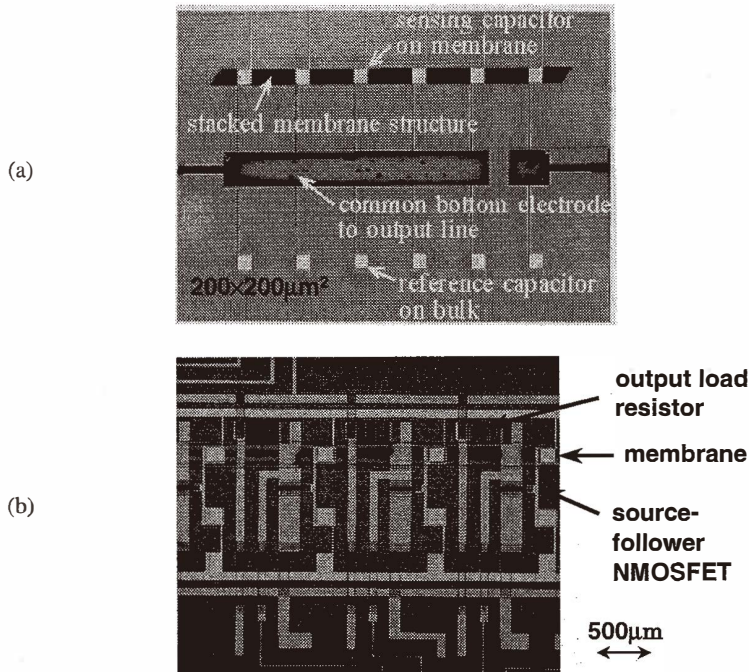 sensing capacitor
on membrane
stacked membrane structure
(a)
common bottom electrode
to output line
200×200µm²
reference capacitor
on bulk
output load
resistor
membrane
(b)
source-
follower
NMOSFET
500µm